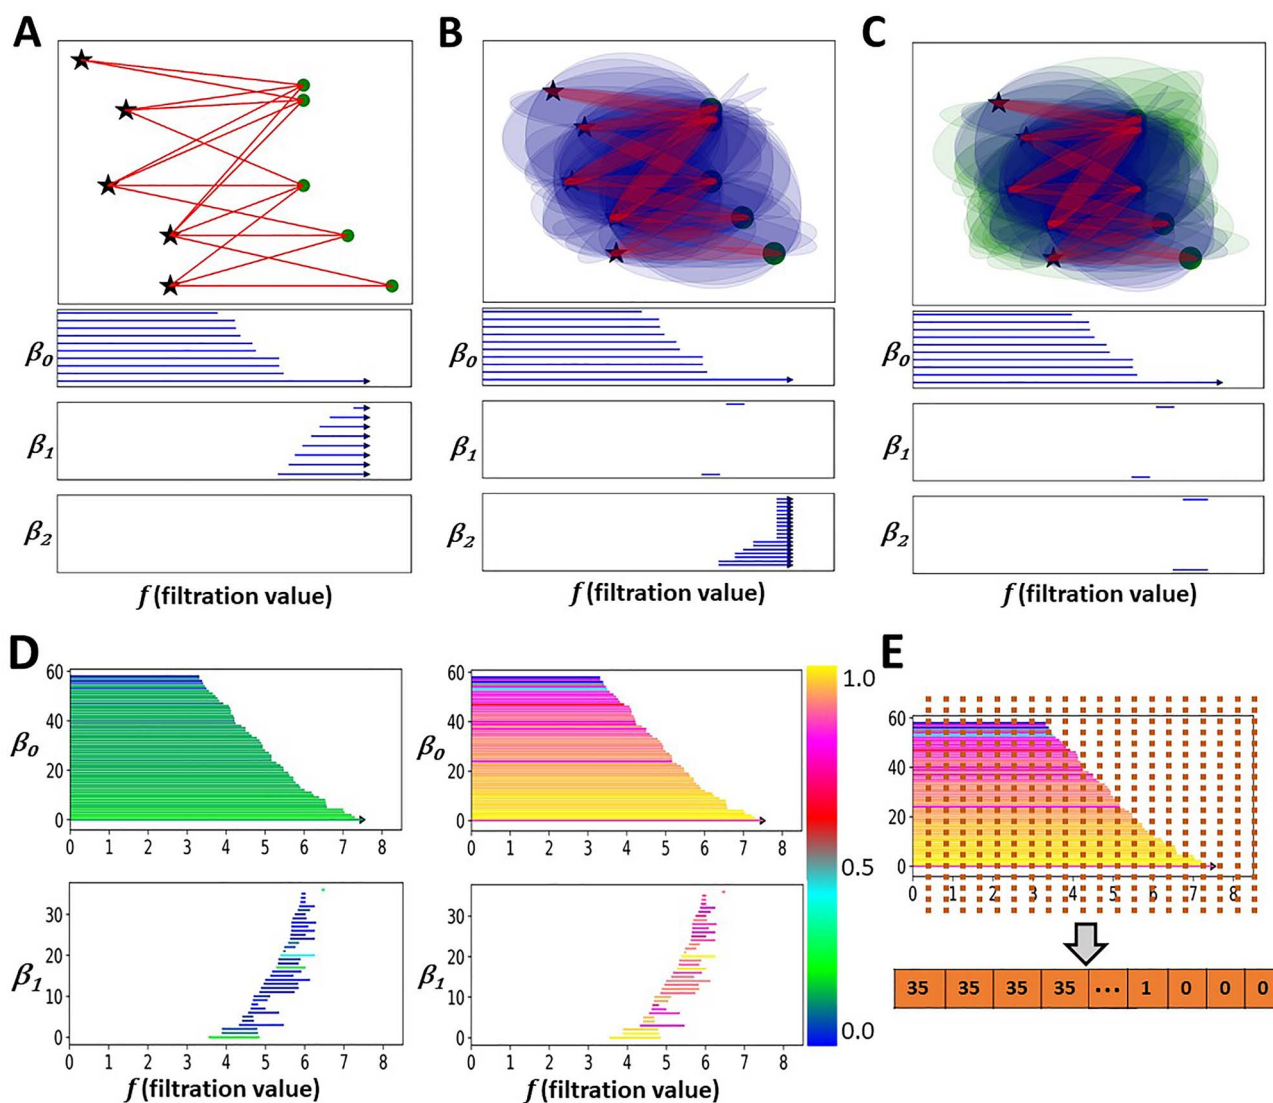 A
B
C
β0
β0
β0
β1
β1
β1
β2
β2
β2
f (filtration value)
f (filtration value)
f (filtration value)
D
E
60
40
20
0
β0
0 1 2 3 4 5 6 7 8
60
40
20
0
β0
0 1 2 3 4 5 6 7 8
1.0
0.5
0.0
60
40
20
0
0 1 2 3 4 5 6 7 8
35 35 35 35 ... 1 0 0 0
30
20
10
0
β1
0 1 2 3 4 5 6 7 8
f (filtration value)
30
20
10
0
β1
0 1 2 3 4 5 6 7 8
f (filtration value)